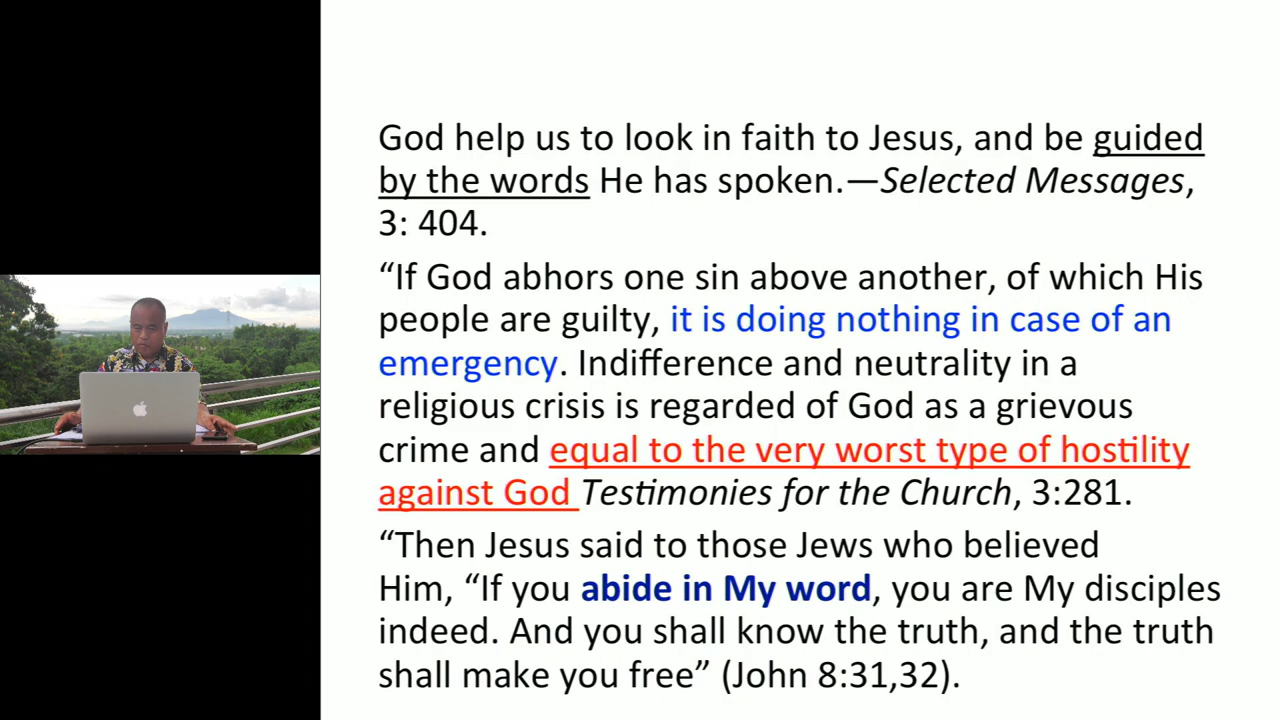 God help us to look in faith to Jesus, and be guided
by the words He has spoken.—Selected Messages,
3: 404.
“If God abhors one sin above another, of which His
people are guilty, it is doing nothing in case of an
emergency. Indifference and neutrality in a
religious crisis is regarded of God as a grievous
crime and equal to the very worst type of hostility
against God Testimonies for the Church, 3:281.
“Then Jesus said to those Jews who believed
Him, “If you abide in My word, you are My disciples
indeed. And you shall know the truth, and the truth
shall make you free” (John 8:31,32).